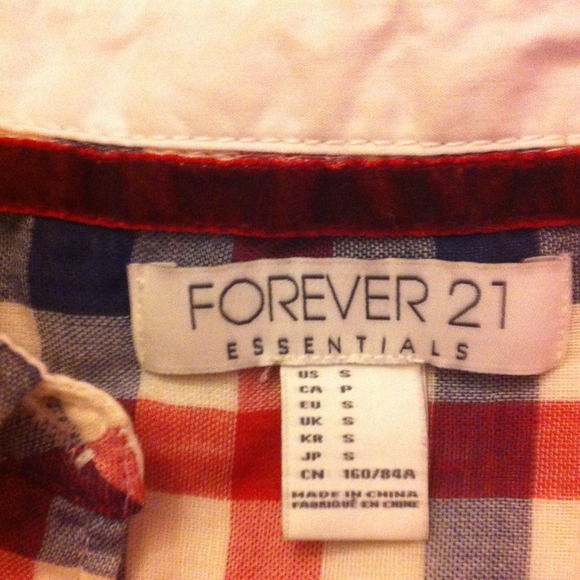 FOREVER 21
ESSENTIALS
US S
CA P
EU S
UK S
KR S
JP S
CN 160/84A
MADE IN CHINA
FABRIQUÉ EN CHINE